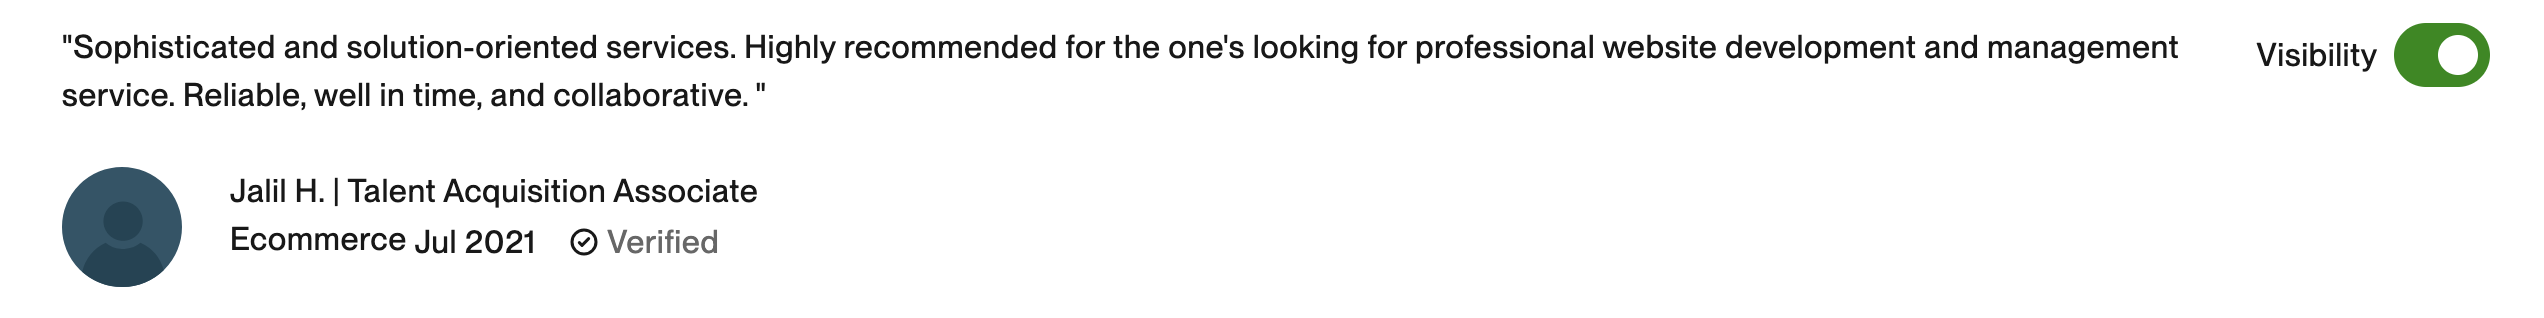 "Sophisticated and solution-oriented services. Highly recommended for the one's looking for professional website development and management
service. Reliable, well in time, and collaborative. "
Visibility
Jalil H. | Talent Acquisition Associate
Ecommerce Jul 2021 Verified